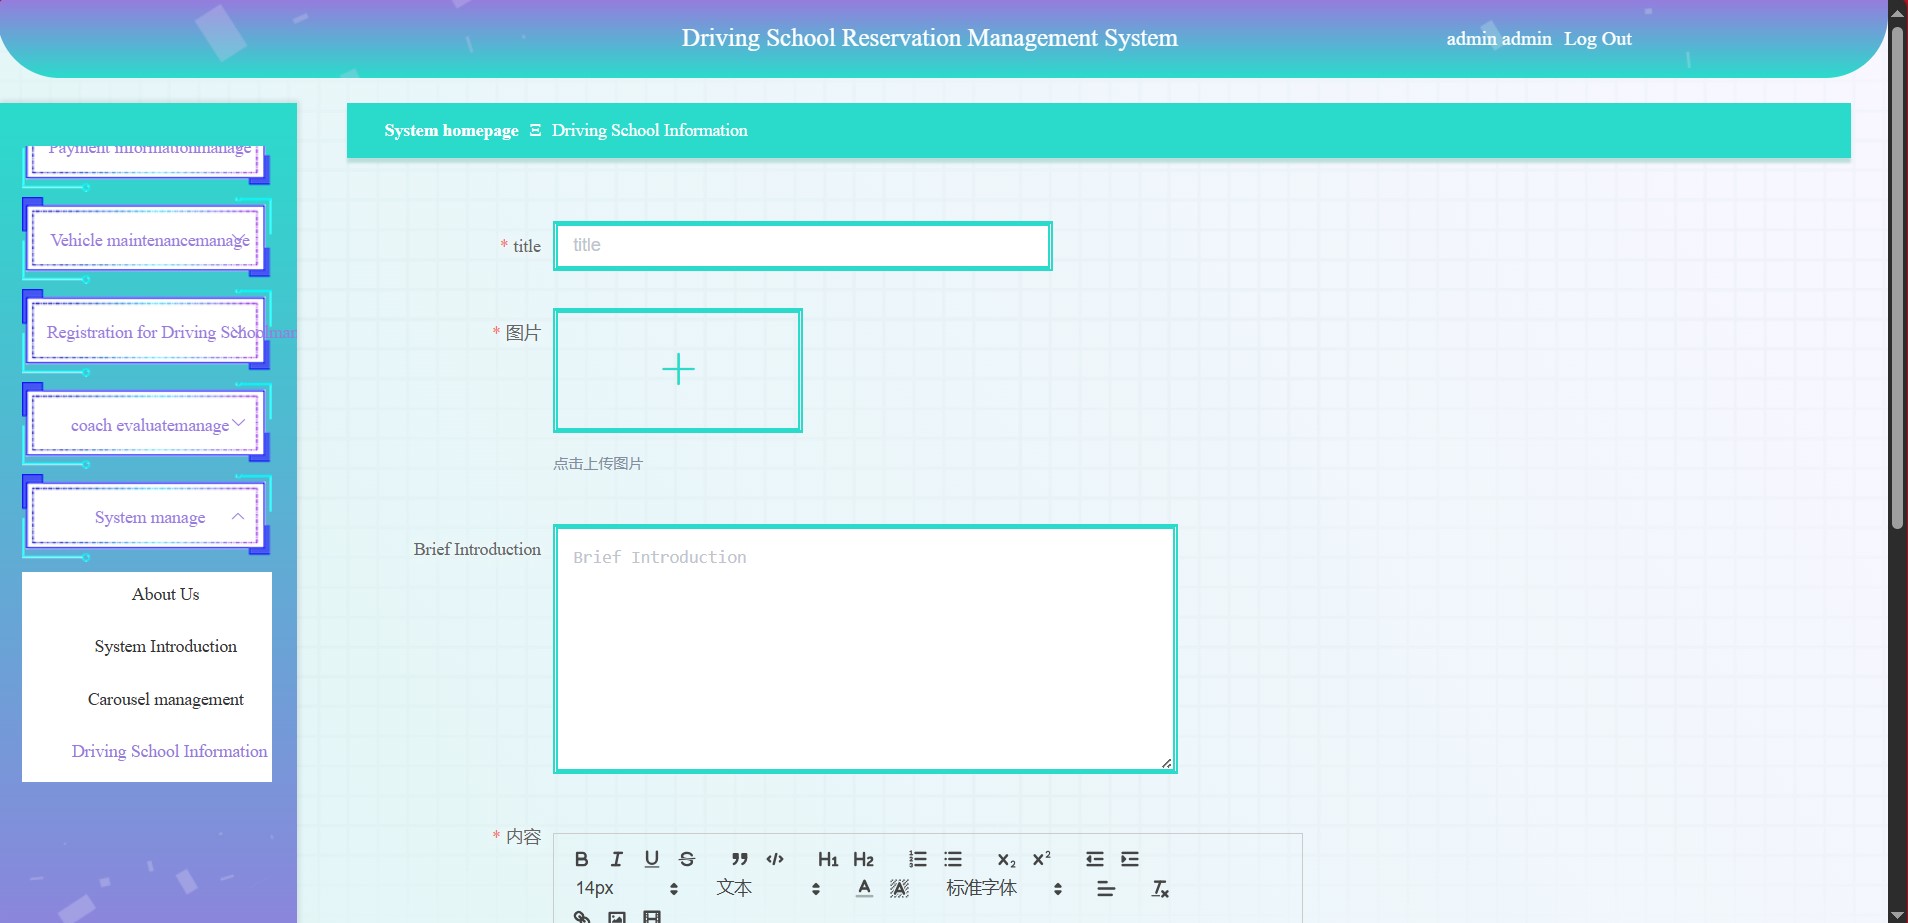 Driving School Reservation Management System
admin admin Log Out
System homepage Ξ Driving School Information
Payment informationmanage
Vehicle maintenancemanage
Registration for Driving Schoolman
coach evaluatemanage
System manage
About Us
System Introduction
Carousel management
Driving School Information
* title
title
* 图片
点击上传图片
Brief Introduction
Brief Introduction
* 内容
B I U S ” </> H1 H2 x₂ x²
14px 文本 A A 标准字体 Tx